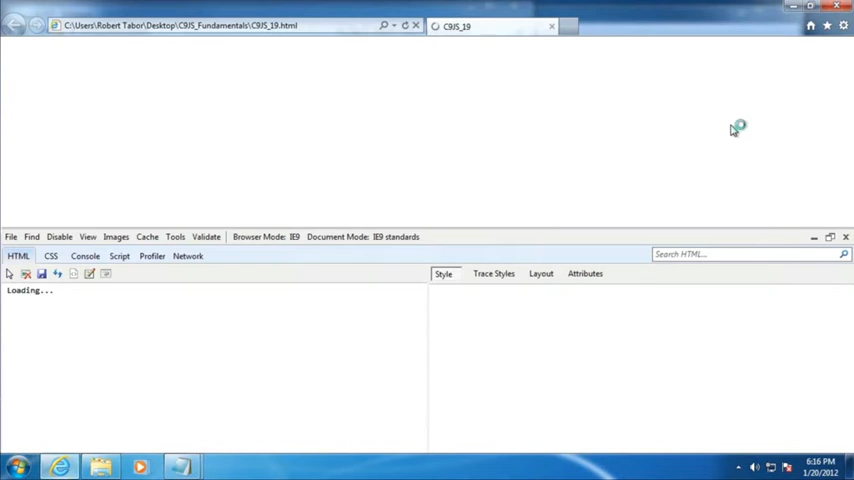 C:\Users\Robert Tabor\Desktop\C9JS_Fundamentals\C9JS_19.html C9JS_19
File Find Disable View Images Cache Tools Validate Browser Mode: IE9 Document Mode: IE9 standards
HTML CSS Console Script Profiler Network Search HTML...
Style Trace Styles Layout Attributes
Loading...
6:16 PM
1/20/2012